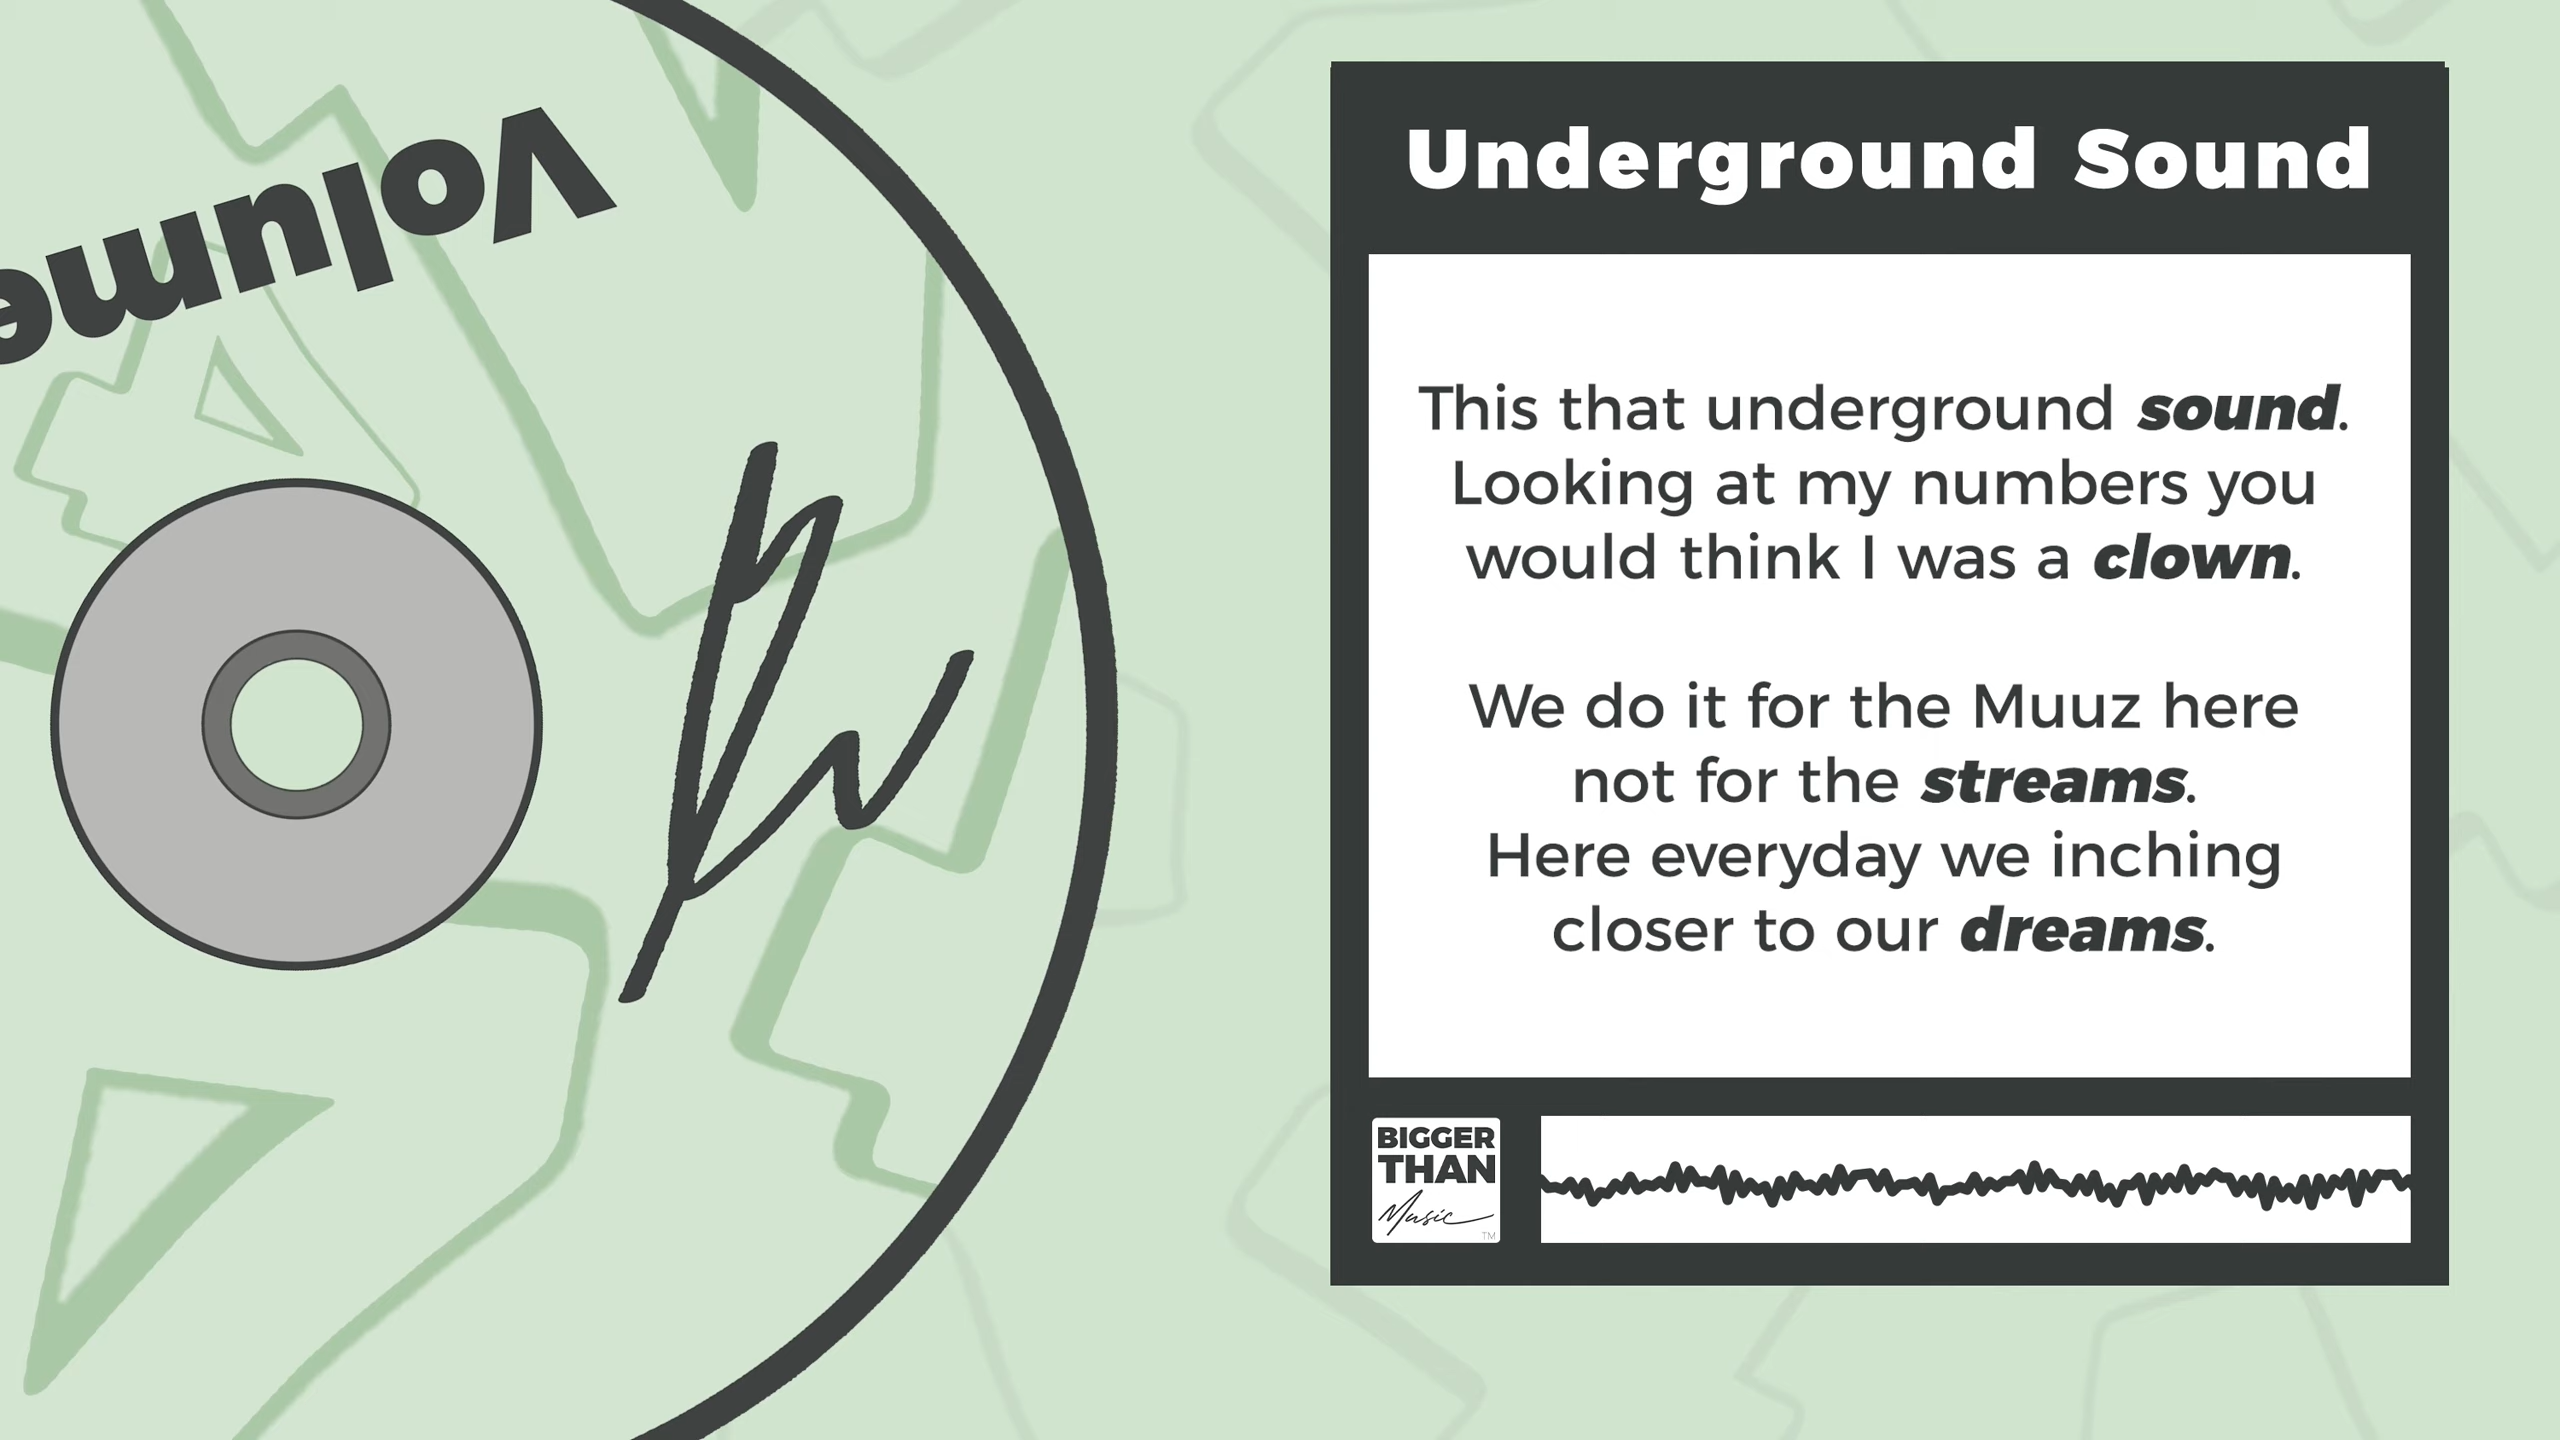 Volume
Underground Sound
This that underground sound.
Looking at my numbers you
would think I was a clown.
We do it for the Muuz here
not for the streams.
Here everyday we inching
closer to our dreams.
BIGGER
THAN
Music
TM